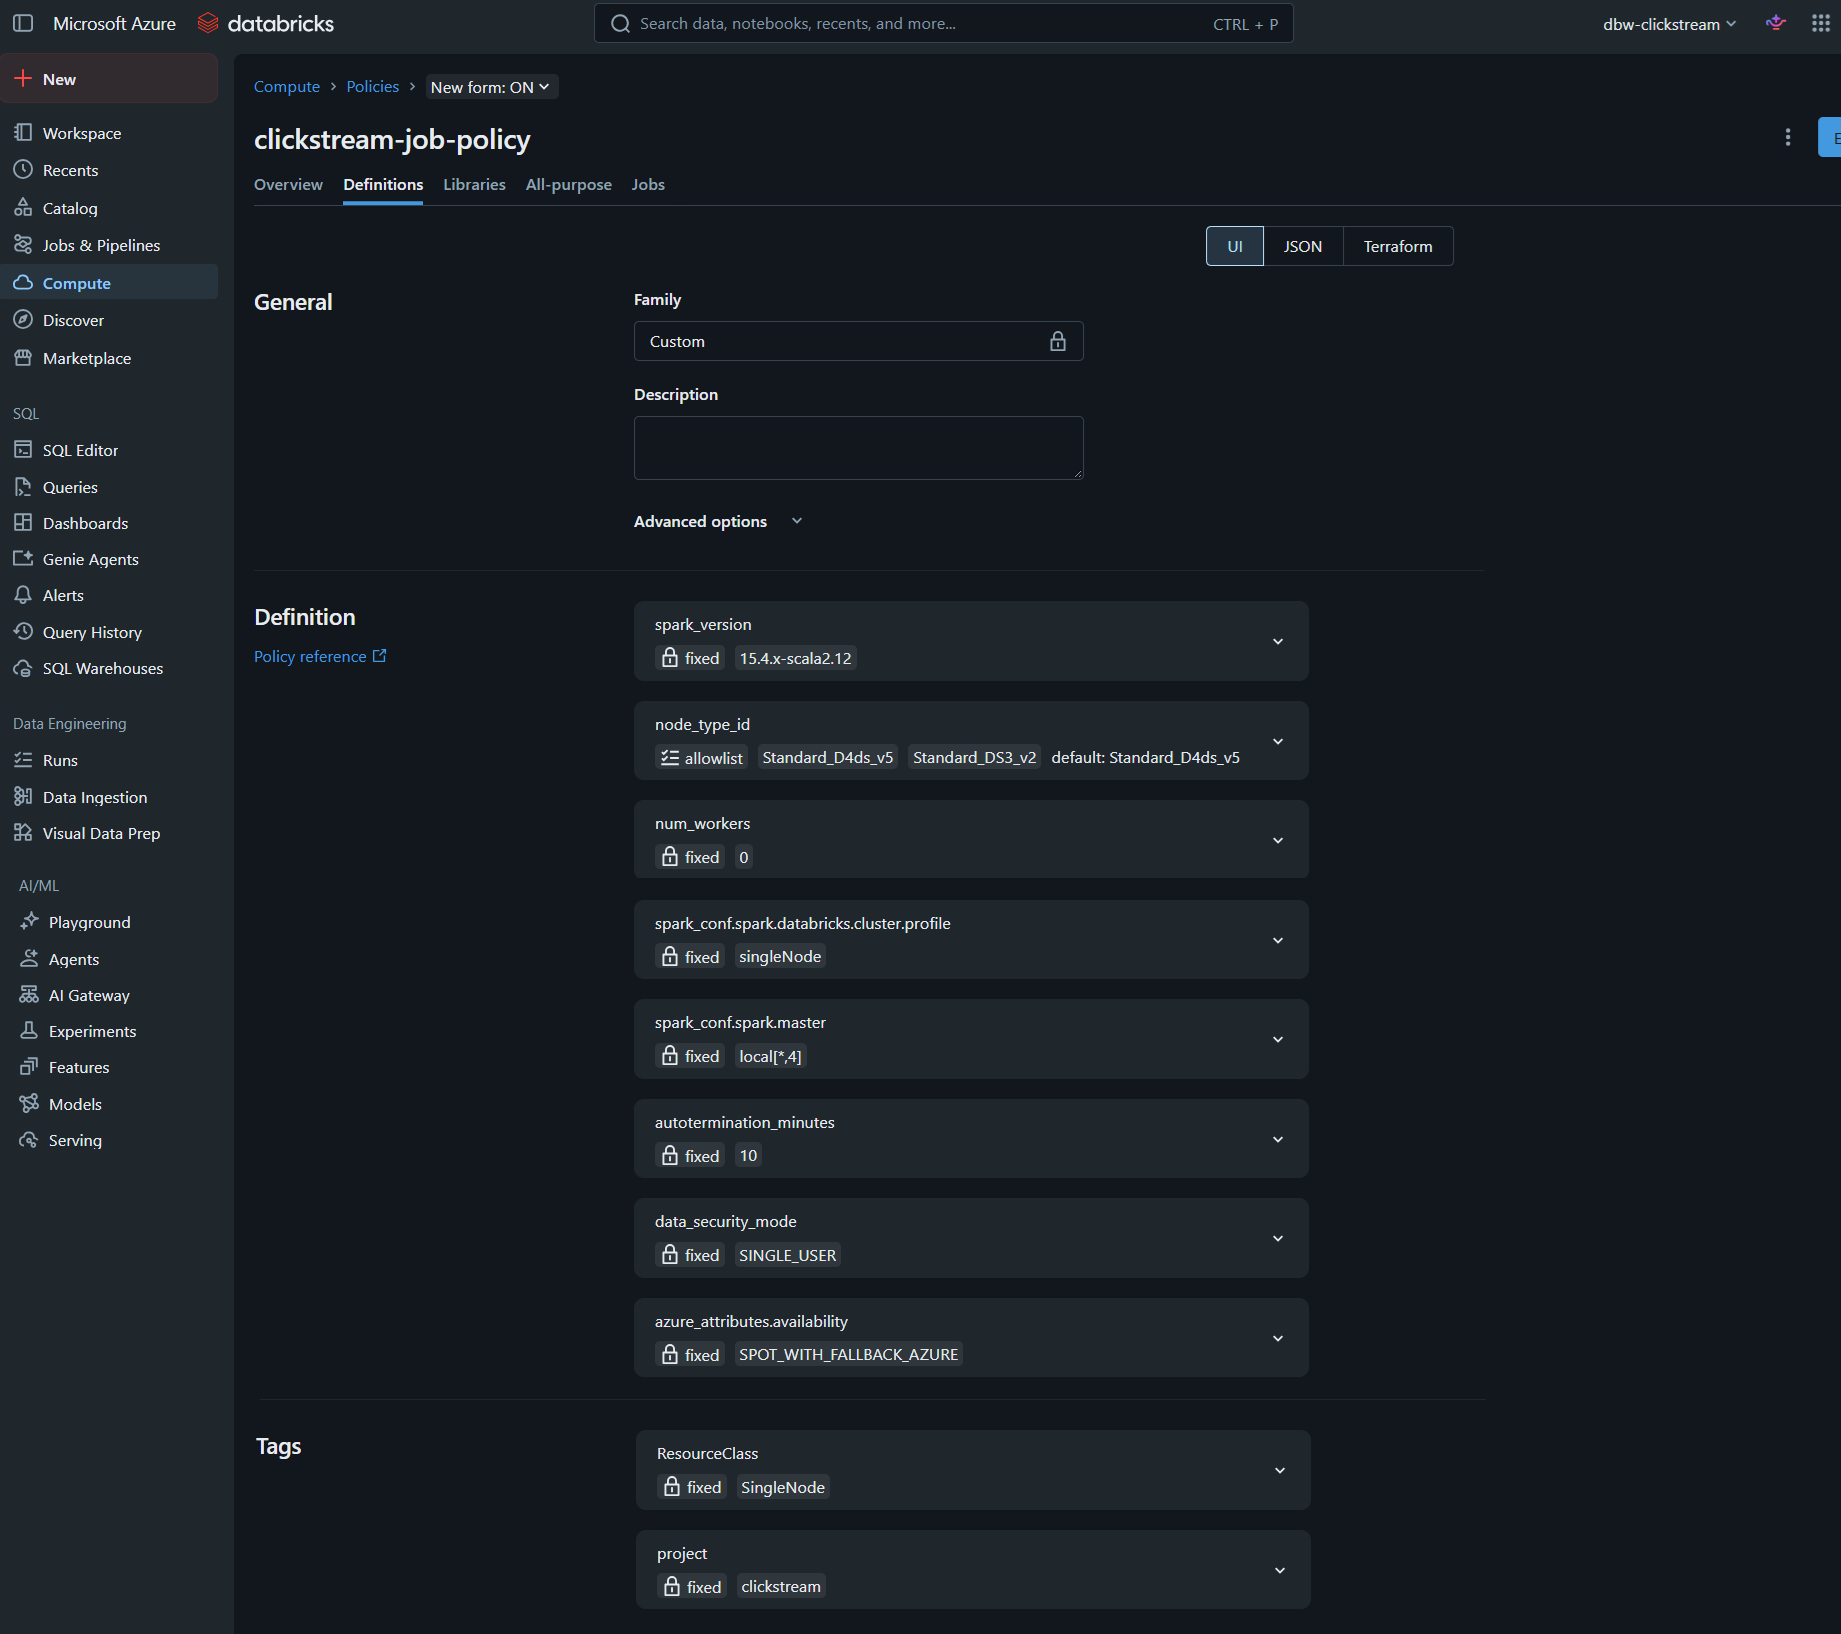 Microsoft Azure databricks
Search data, notebooks, recents, and more... CTRL + P
dbw-clickstream
New
Workspace
Recents
Catalog
Jobs & Pipelines
Compute
Discover
Marketplace
SQL
SQL Editor
Queries
Dashboards
Genie Agents
Alerts
Query History
SQL Warehouses
Data Engineering
Runs
Data Ingestion
Visual Data Prep
AI/ML
Playground
Agents
AI Gateway
Experiments
Features
Models
Serving
Compute > Policies > New form: ON
clickstream-job-policy
Overview Definitions Libraries All-purpose Jobs
UI JSON Terraform
General
Family
Custom
Description
Advanced options
Definition
Policy reference
spark_version
fixed 15.4.x-scala2.12
node_type_id
allowlist Standard_D4ds_v5 Standard_DS3_v2 default: Standard_D4ds_v5
num_workers
fixed 0
spark_conf.spark.databricks.cluster.profile
fixed singleNode
spark_conf.spark.master
fixed local[*,4]
autotermination_minutes
fixed 10
data_security_mode
fixed SINGLE_USER
azure_attributes.availability
fixed SPOT_WITH_FALLBACK_AZURE
Tags
ResourceClass
fixed SingleNode
project
fixed clickstream